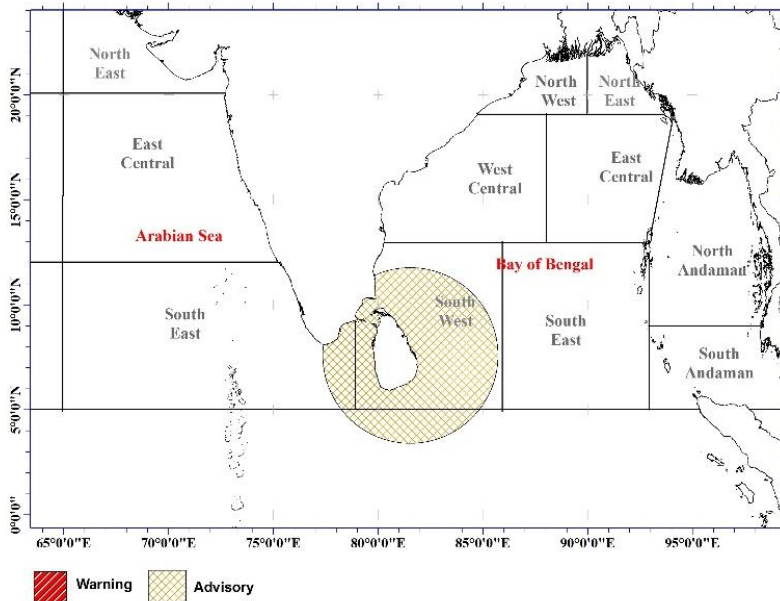 North
East
North
West
North
East
20°0'0"N
East
Central
West
Central
East
Central
15°0'0"N
Arabian Sea
Bay of Bengal
North
Andaman
South
East
South
West
South
East
10°0'0"N
South
Andaman
5°0'0"N
0°0'0"
65°0'0"E
70°0'0"E
75°0'0"E
80°0'0"E
85°0'0"E
90°0'0"E
95°0'0"E
Warning
Advisory